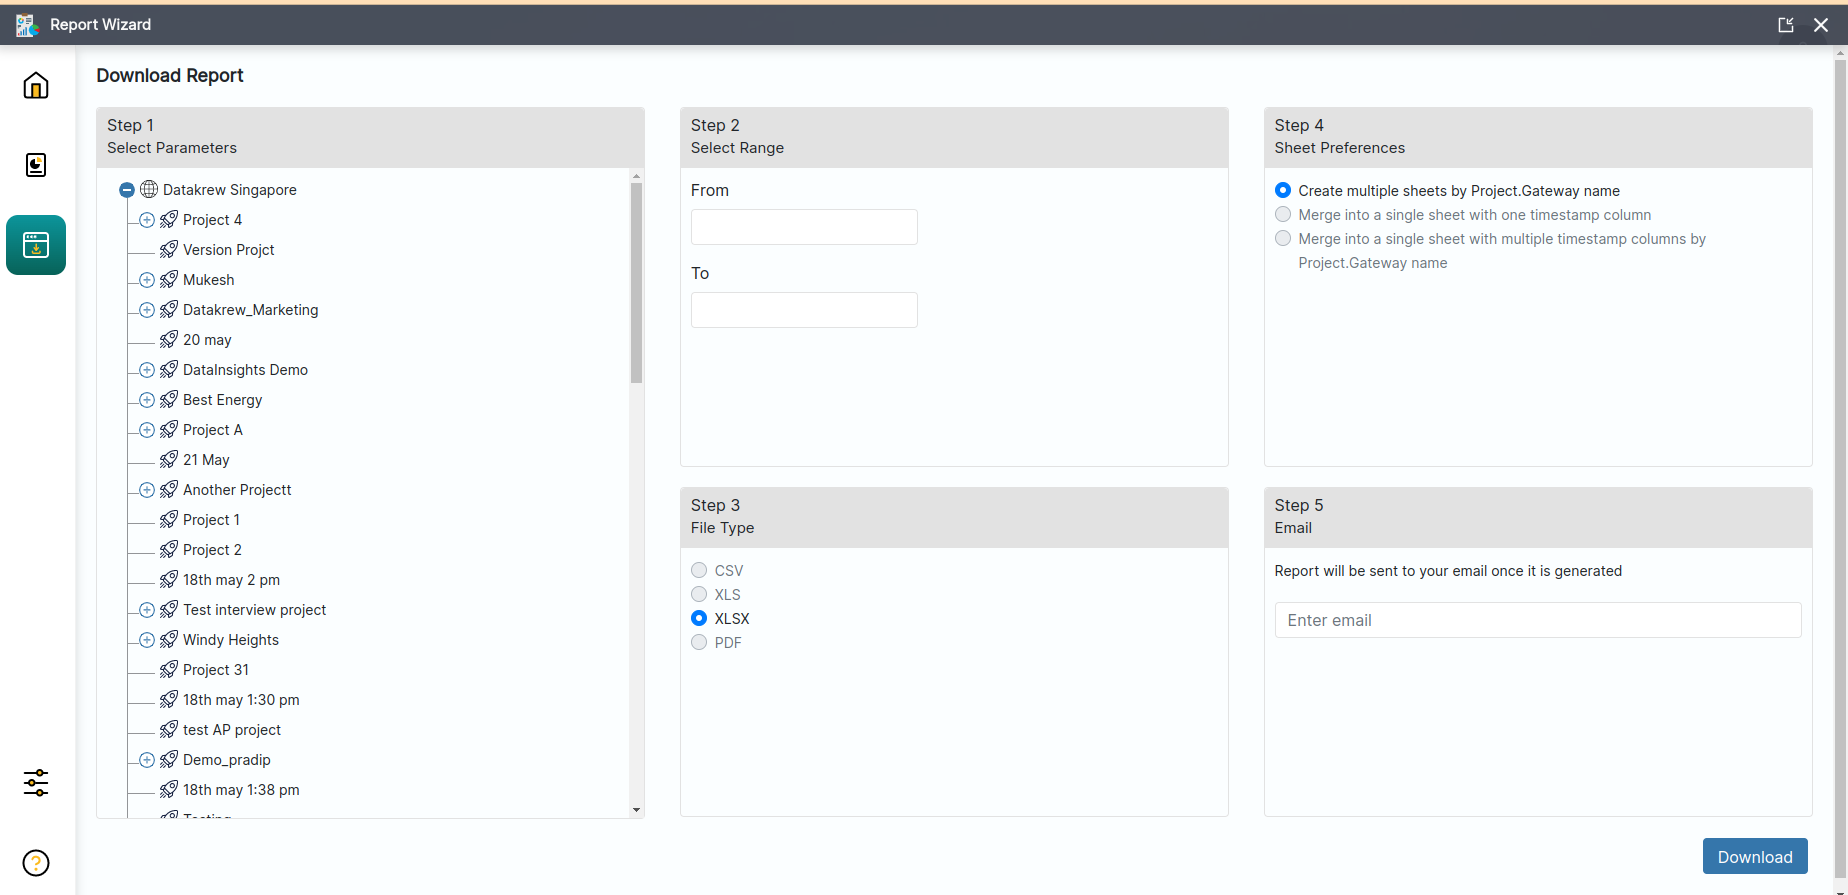 Report Wizard
Download Report
Step 1
Select Parameters
Datakrew Singapore
Project 4
Version Projct
Mukesh
Datakrew_Marketing
20 may
DataInsights Demo
Best Energy
Project A
21 May
Another Projectt
Project 1
Project 2
18th may 2 pm
Test interview project
Windy Heights
Project 31
18th may 1:30 pm
test AP project
Demo_pradip
18th may 1:38 pm
Step 2
Select Range
From
To
Step 3
File Type
CSV
XLS
XLSX
PDF
Step 4
Sheet Preferences
Create multiple sheets by Project.Gateway name
Merge into a single sheet with one timestamp column
Merge into a single sheet with multiple timestamp columns by
Project.Gateway name
Step 5
Email
Report will be sent to your email once it is generated
Enter email
Download